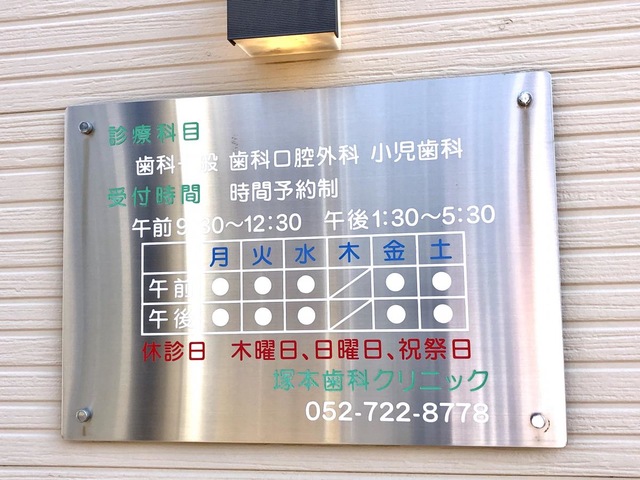 診療科目
歯科一般 歯科口腔外科 小児歯科
受付時間 時間予約制
午前9:30～12:30 午後1:30～5:30
月 火 水 木 金 土
午前 ● ● ● ／ ● ●
午後 ● ● ● ／ ● ●
休診日 木曜日、日曜日、祝祭日
塚本歯科クリニック
052-722-8778